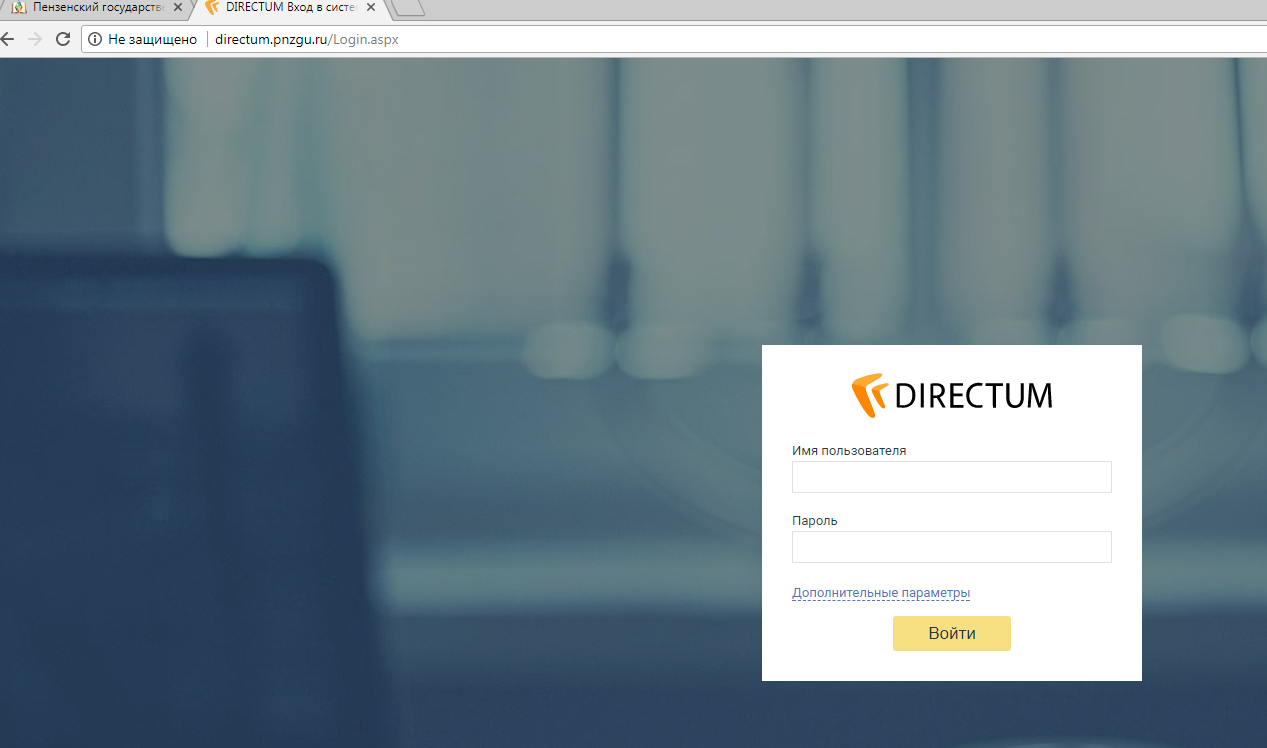 Пензенский государстве
DIRECTUM Вход в систе
Не защищено directum.pnzgu.ru/Login.aspx
DIRECTUM
Имя пользователя
Пароль
Дополнительные параметры
Войти